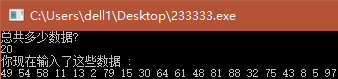 C:\Users\dell1\Desktop\233333.exe
总共多少数据?
20
你现在输入了这些数据 :
49 54 58 11 13 2 79 15 30 64 41 32 48 81 88 75 43 8 5 97